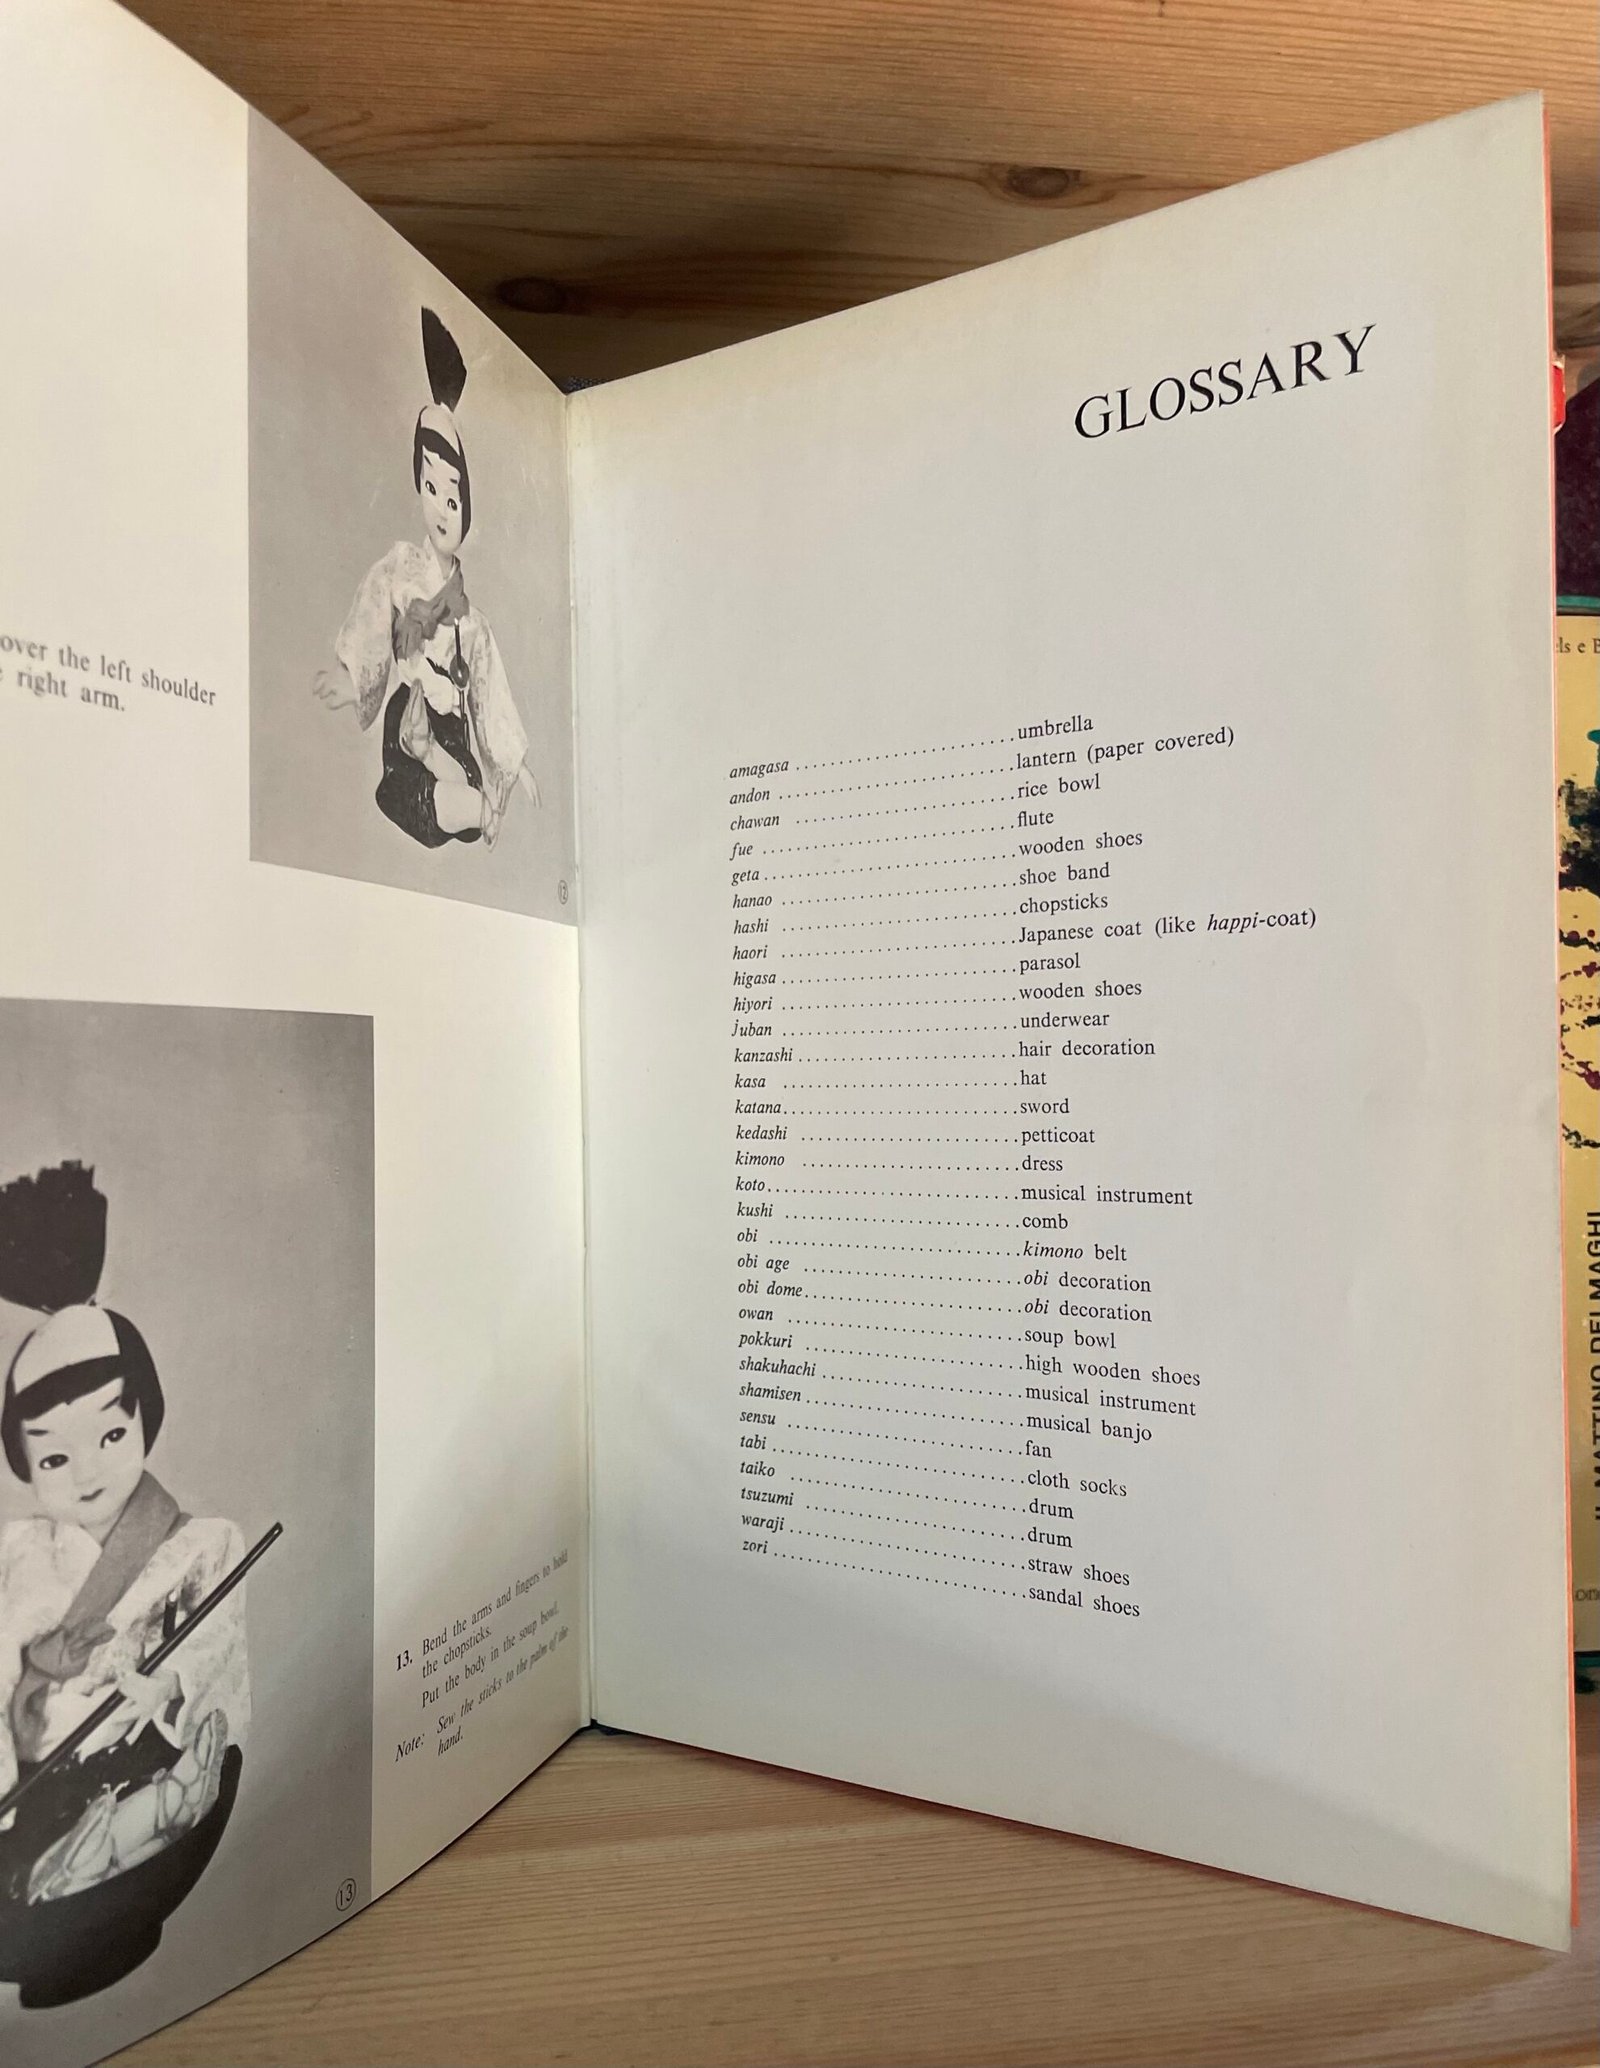 over the left shoulder
right arm.
12
13
13. Bend the arms and fingers to hold
the chopsticks.
Put the body in the soup bowl.
Note: Sew the sticks to the palm of the
hand.
GLOSSARY
amagasa ........................ umbrella
andon ........................ lantern (paper covered)
chawan ........................ rice bowl
fue ........................ flute
geta ........................ wooden shoes
hanao ........................ shoe band
hashi ........................ chopsticks
haori ........................ Japanese coat (like happi-coat)
higasa ........................ parasol
hiyori ........................ wooden shoes
juban ........................ underwear
kanzashi ........................ hair decoration
kasa ........................ hat
katana ........................ sword
kedashi ........................ petticoat
kimono ........................ dress
koto ........................ musical instrument
kushi ........................ comb
obi ........................ kimono belt
obi age ........................ obi decoration
obi dome ........................ obi decoration
owan ........................ soup bowl
pokkuri ........................ high wooden shoes
shakuhachi ........................ musical instrument
shamisen ........................ musical banjo
sensu ........................ fan
tabi ........................ cloth socks
taiko ........................ drum
tsuzumi ........................ drum
waraji ........................ straw shoes
zori ........................ sandal shoes
IL MATTINO DEI MAGHI